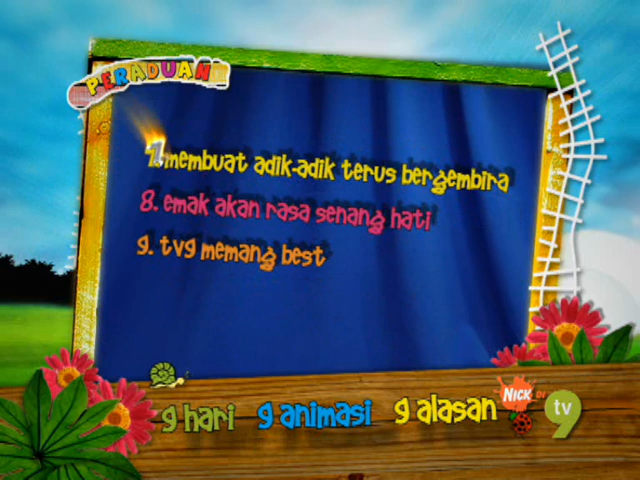 PERADUAN
7. membuat adik-adik terus bergembira
8. emak akan rasa senang hati
9. tv9 memang best
9 hari 9 animasi 9 alasan
NICK DI tv9